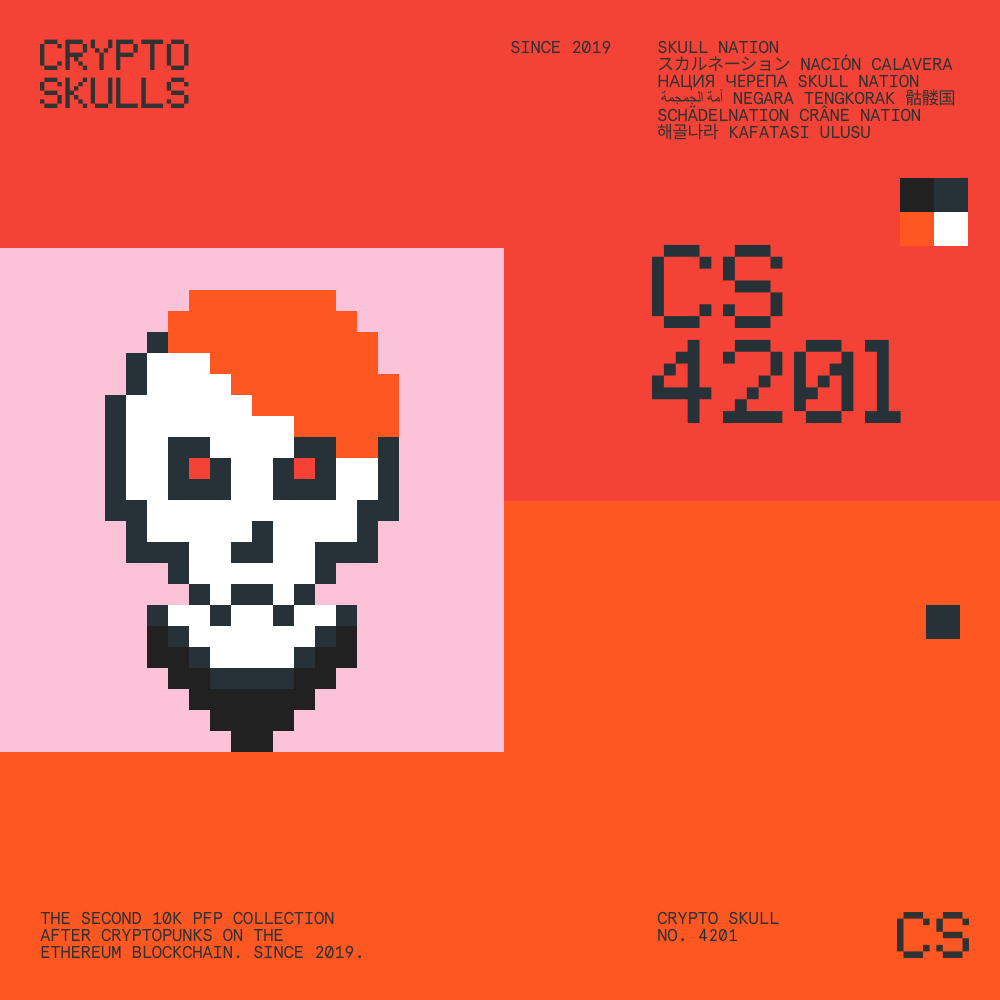 CRYPTO
SKULLS
SINCE 2019
SKULL NATION
スカルネーション NACIÓN CALAVERA
НАЦИЯ ЧЕРЕПА SKULL NATION
أمة الجمجمة NEGARA TENGKORAK 骷髅国
SCHÄDELNATION CRÂNE NATION
해골나라 KAFATASI ULUSU
CS
4201
THE SECOND 10K PFP COLLECTION
AFTER CRYPTOPUNKS ON THE
ETHEREUM BLOCKCHAIN. SINCE 2019.
CRYPTO SKULL
NO. 4201
CS